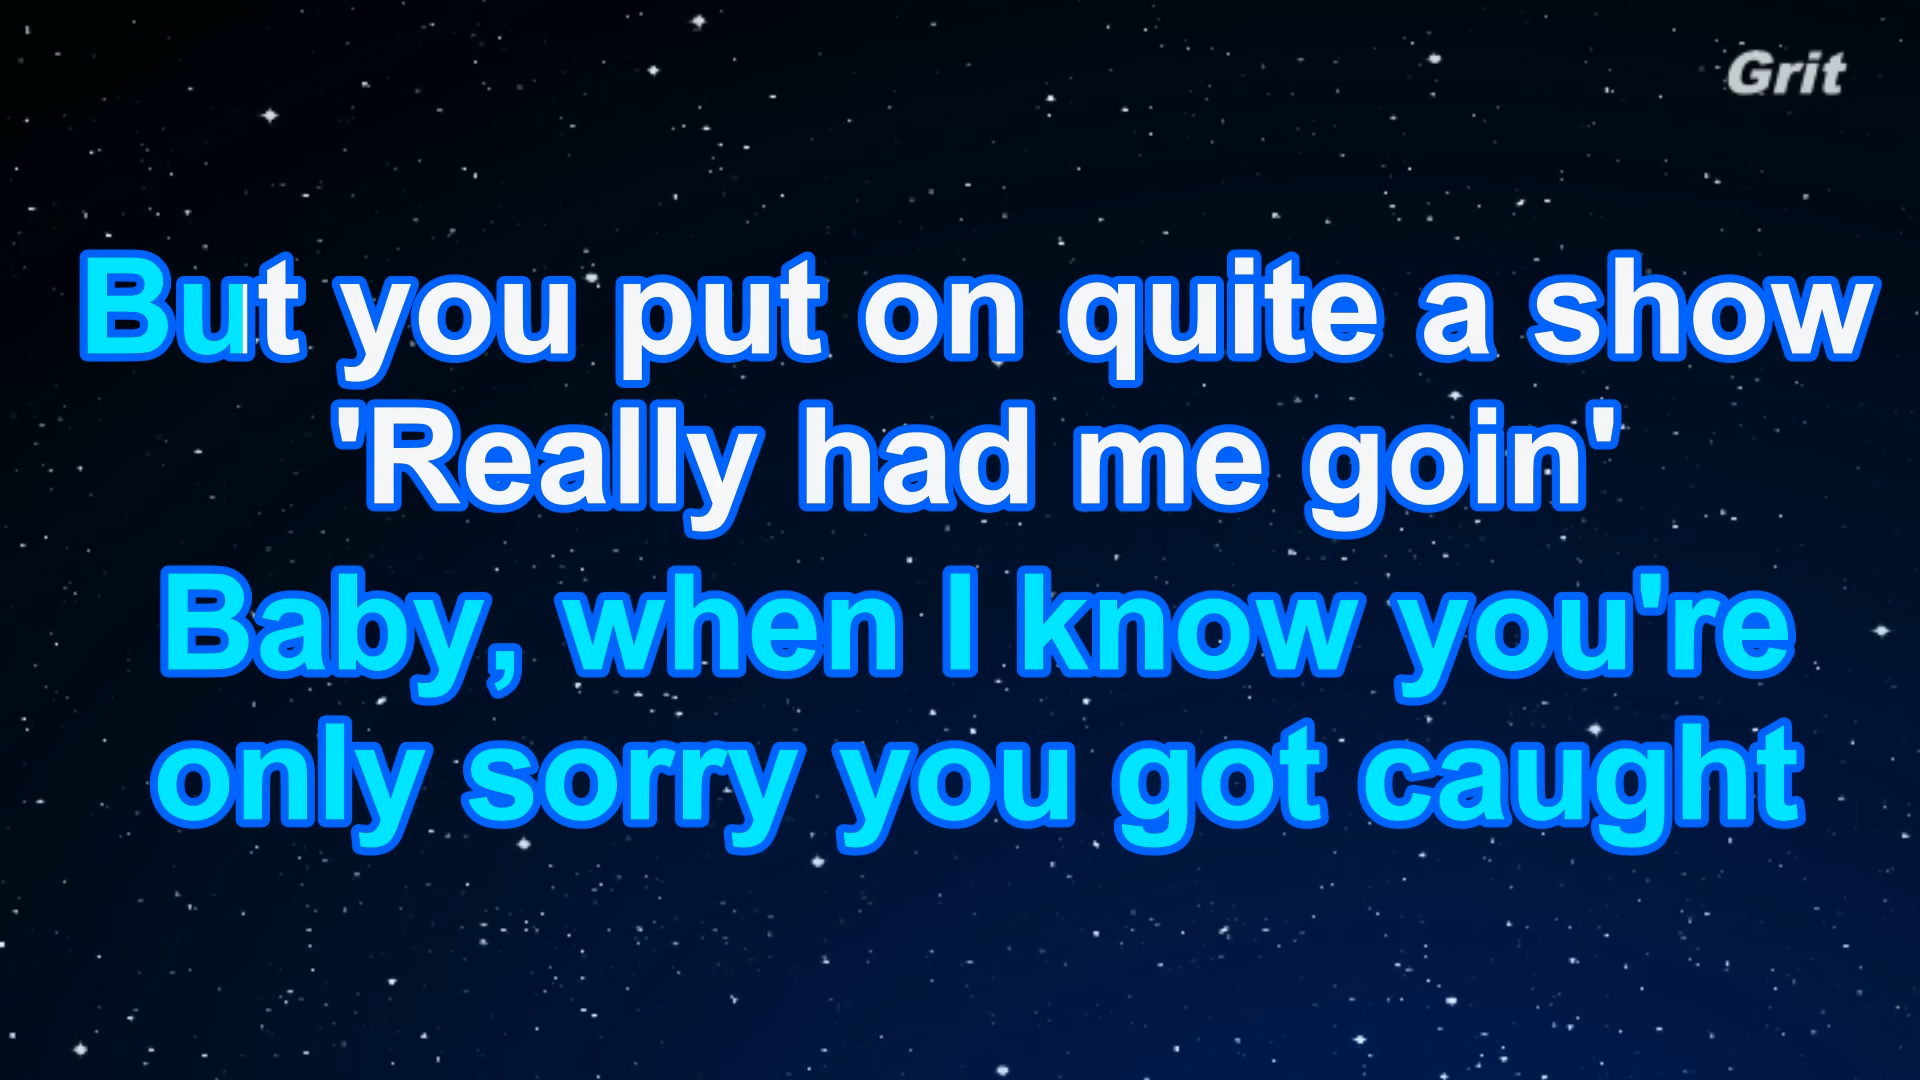 Grit
But you put on quite a show
'Really had me goin'
Baby, when I know you're
only sorry you got caught